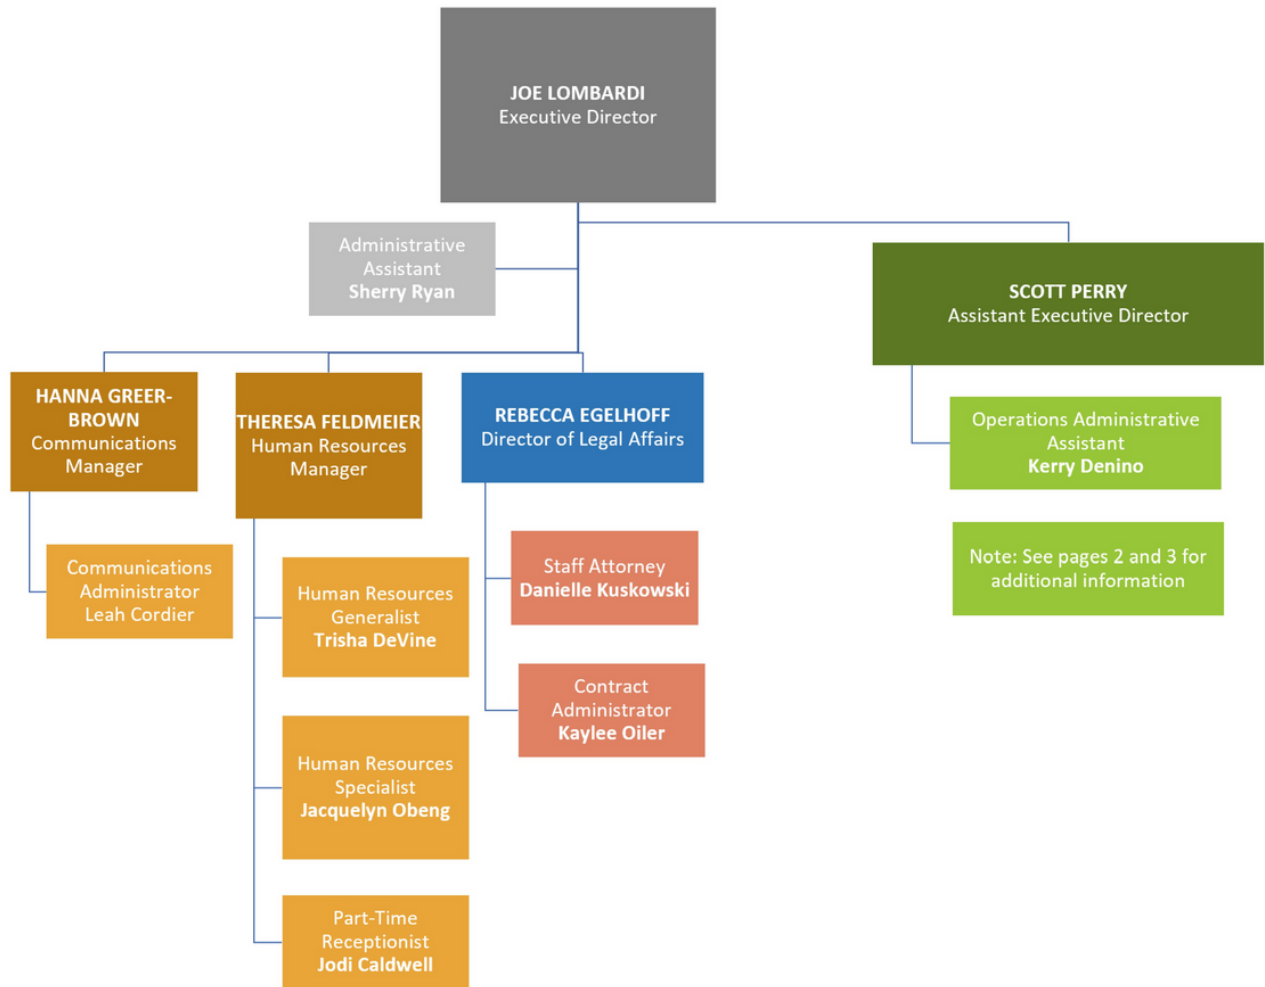 JOE LOMBARDI
Executive Director
Administrative
Assistant
Sherry Ryan
SCOTT PERRY
Assistant Executive Director
HANNA GREER-
BROWN
Communications
Manager
THERESA FELDMEIER
Human Resources
Manager
REBECCA EGELHOFF
Director of Legal Affairs
Operations Administrative
Assistant
Kerry Denino
Communications
Administrator
Leah Cordier
Human Resources
Generalist
Trisha DeVine
Staff Attorney
Danielle Kuskowski
Note: See pages 2 and 3 for
additional information
Contract
Administrator
Kaylee Oiler
Human Resources
Specialist
Jacquelyn Obeng
Part-Time
Receptionist
Jodi Caldwell